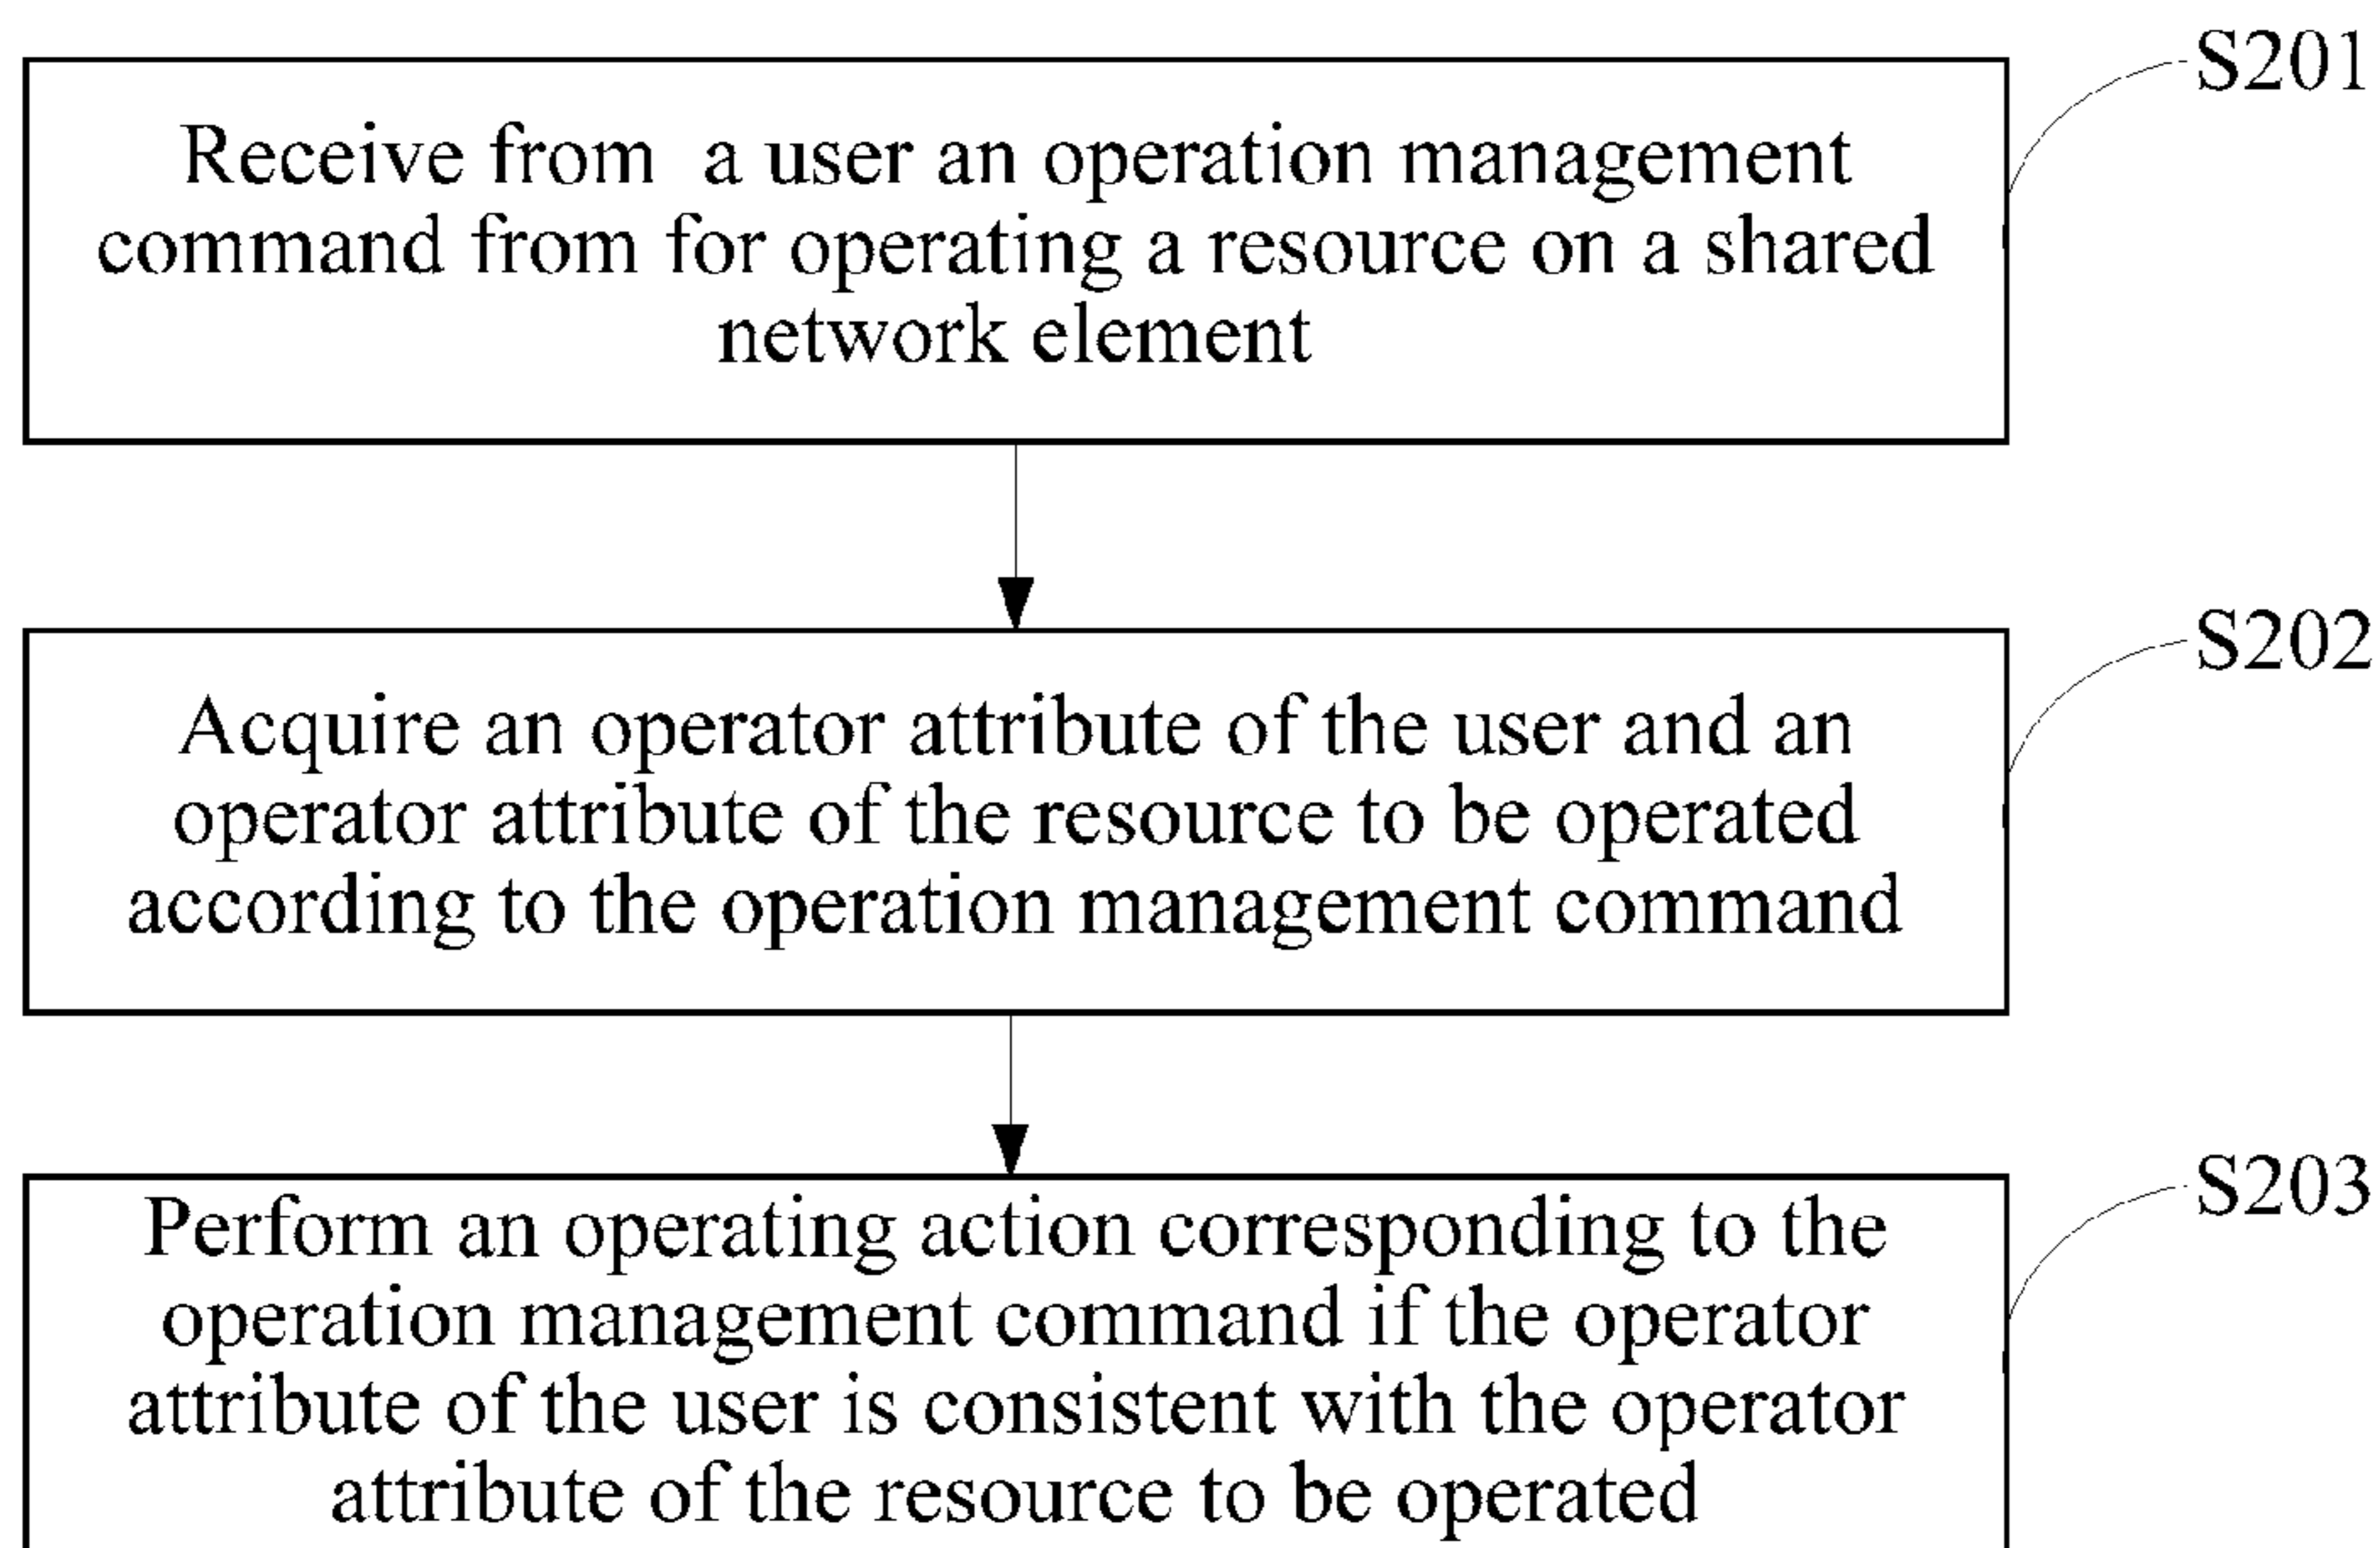 S201
Receive from a user an operation management
command from for operating a resource on a shared
network element
S202
Acquire an operator attribute of the user and an
operator attribute of the resource to be operated
according to the operation management command
S203
Perform an operating action corresponding to the
operation management command if the operator
attribute of the user is consistent with the operator
attribute of the resource to be operated